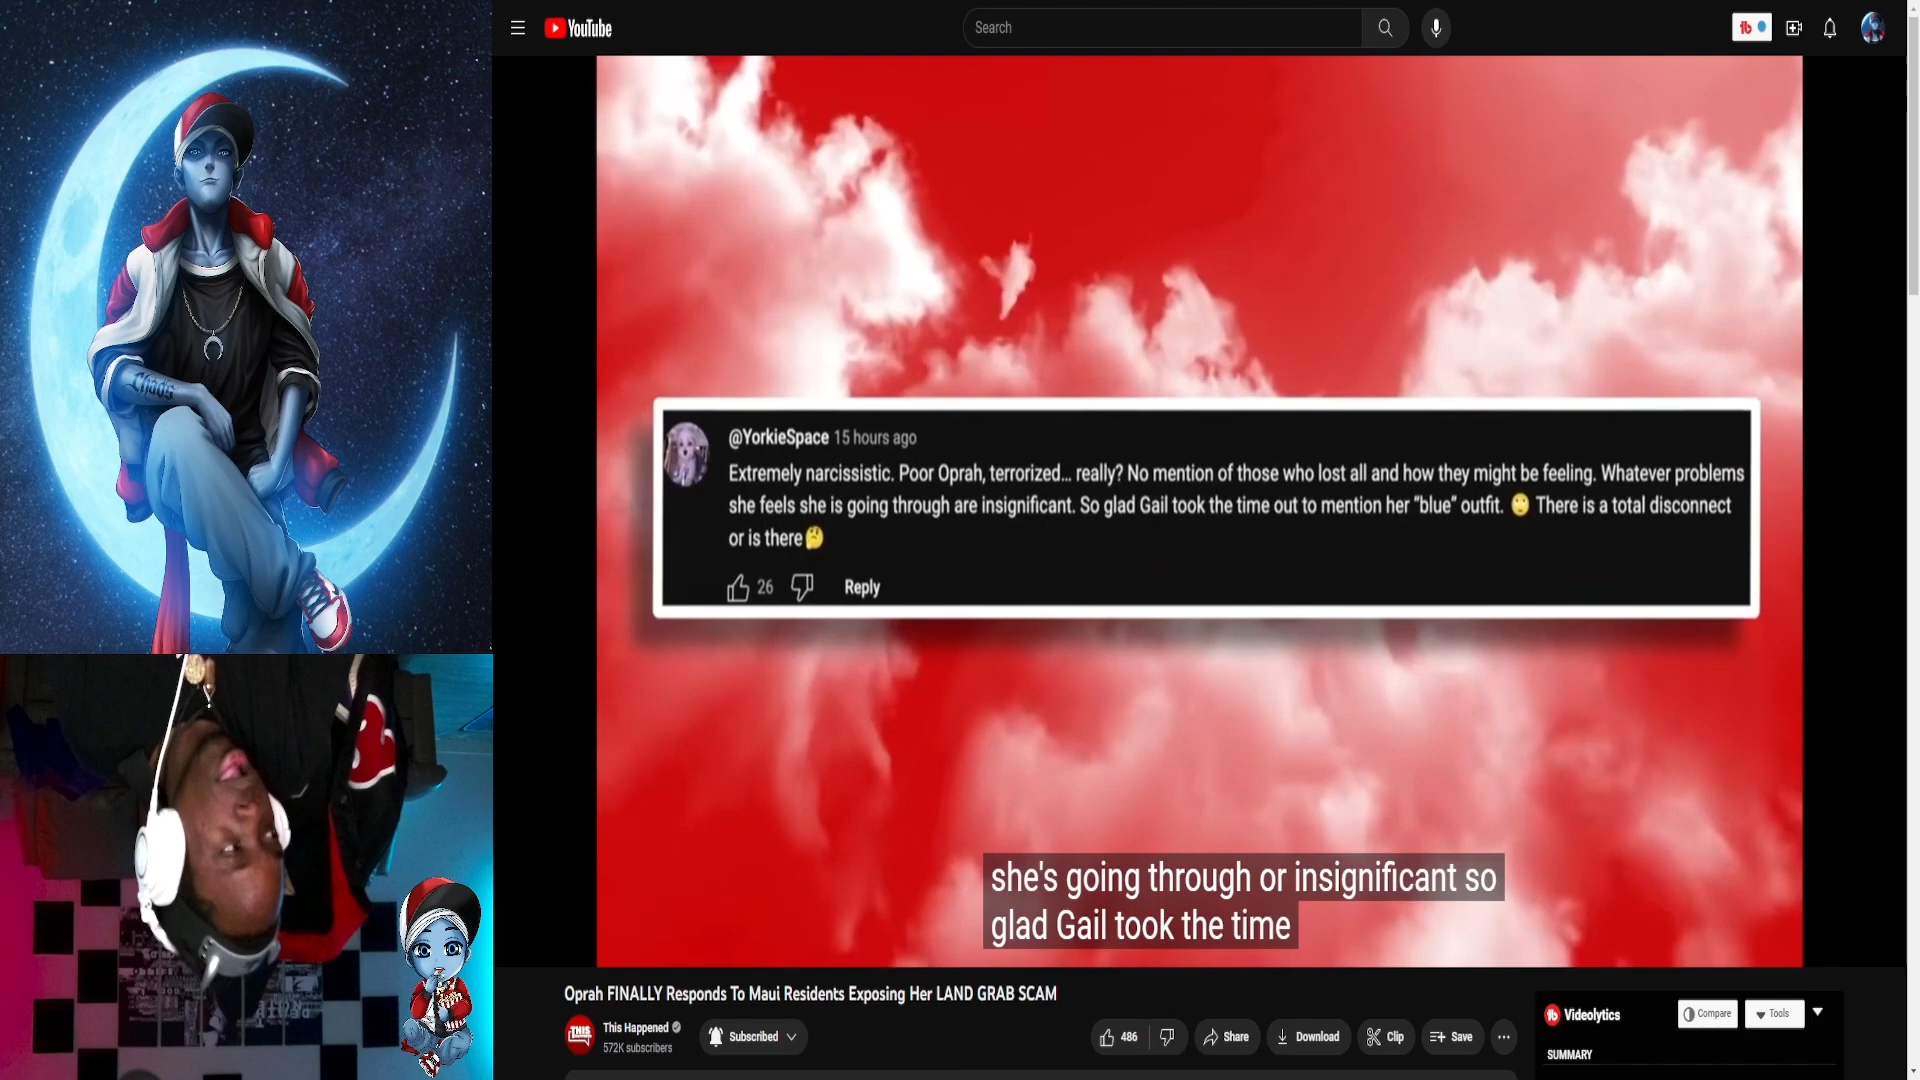 YouTube
Search
Chaos
@YorkieSpace 15 hours ago
Extremely narcissistic. Poor Oprah, terrorized... really? No mention of those who lost all and how they might be feeling. Whatever problems
she feels she is going through are insignificant. So glad Gail took the time out to mention her “blue” outfit. 🙄 There is a total disconnect
or is there🤔
26 Reply
she's going through or insignificant so
glad Gail took the time
Oprah FINALLY Responds To Maui Residents Exposing Her LAND GRAB SCAM
This Happened
572K subscribers
Subscribed
486
Share
Download
Clip
Save
Videolytics
Compare
Tools
SUMMARY